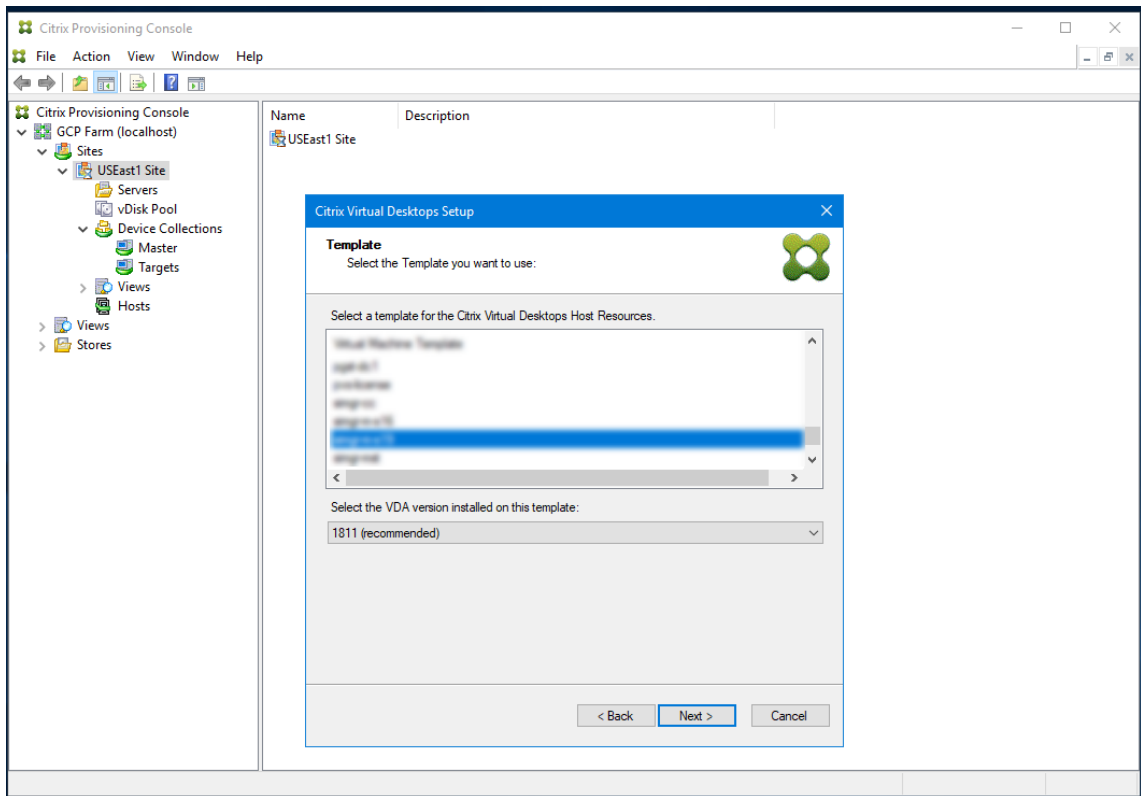 Citrix Provisioning Console
File Action View Window Help
Citrix Provisioning Console
GCP Farm (localhost)
Sites
USEast1 Site
Servers
vDisk Pool
Device Collections
Master
Targets
Views
Hosts
Views
Stores
Name Description
USEast1 Site
Citrix Virtual Desktops Setup
Template
Select the Template you want to use:
Select a template for the Citrix Virtual Desktops Host Resources.
Select the VDA version installed on this template:
1811 (recommended)
< Back Next > Cancel